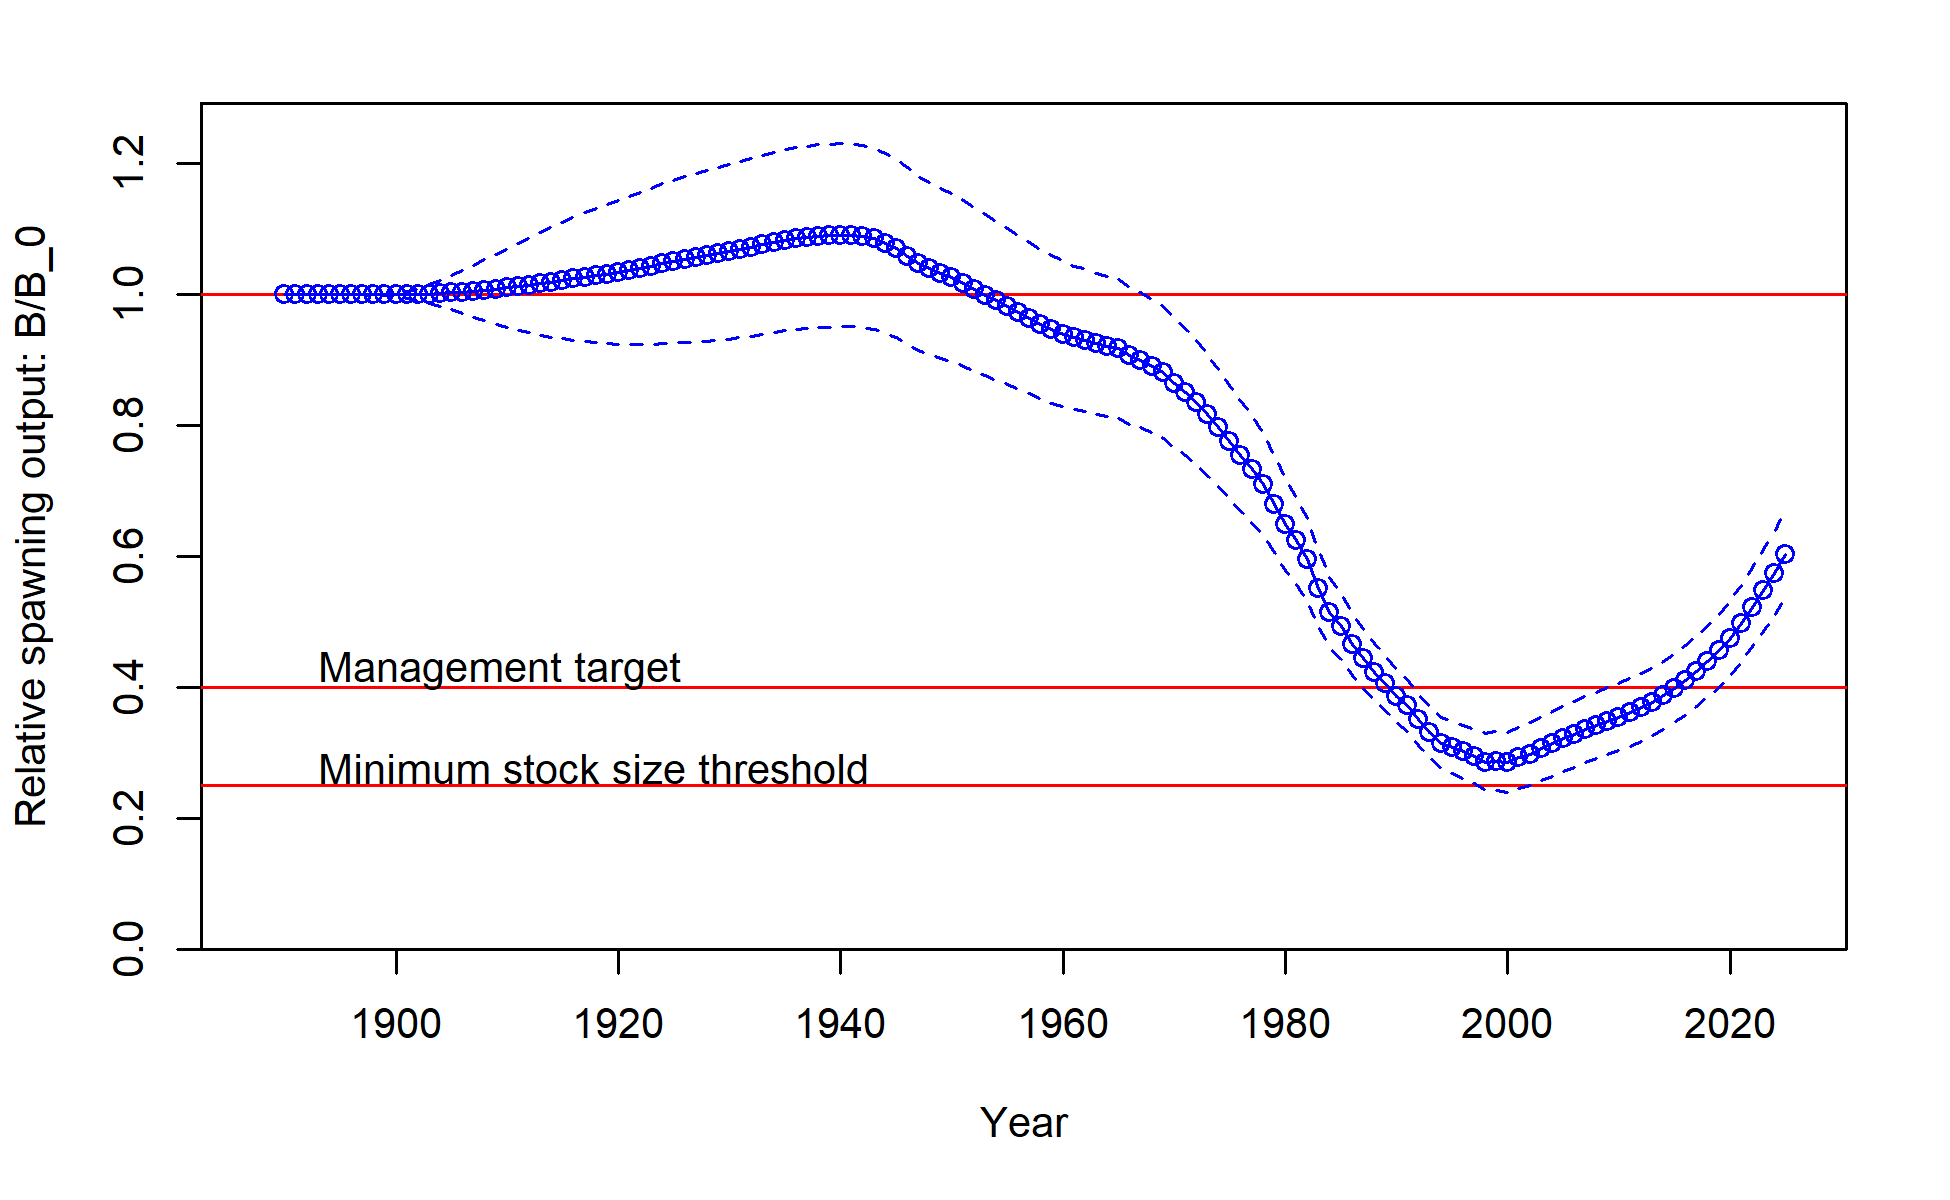 Relative spawning output: B/B_0
1.2
1.0
0.8
0.6
0.4
0.2
0.0
Management target
Minimum stock size threshold
1900 1920 1940 1960 1980 2000 2020
Year